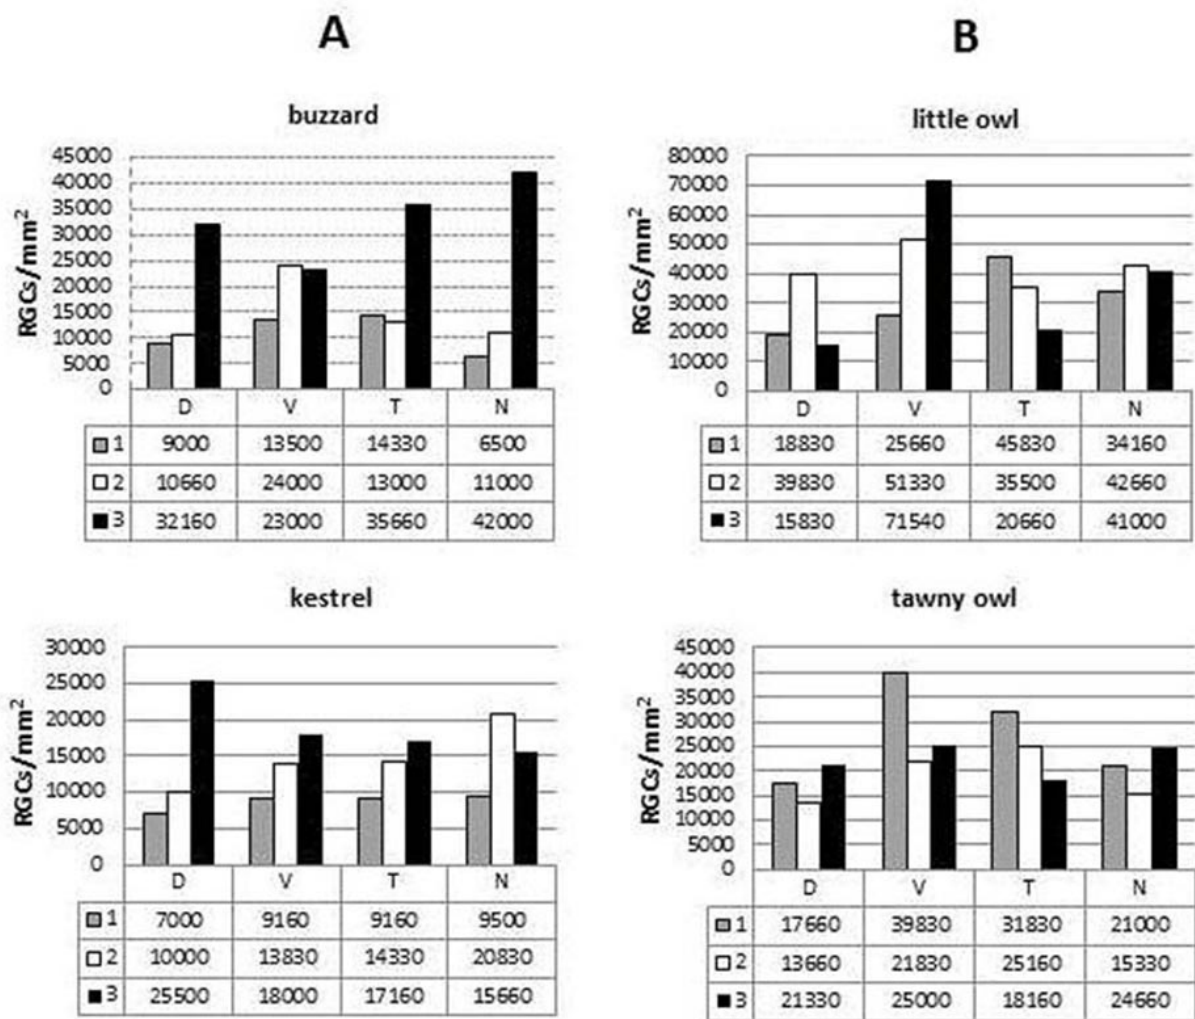 A
B
buzzard
RGCs/mm²
45000
40000
35000
30000
25000
20000
15000
10000
5000
0
D V T N
1 9000 13500 14330 6500
2 10660 24000 13000 11000
3 32160 23000 35660 42000
little owl
RGCs/mm²
80000
70000
60000
50000
40000
30000
20000
10000
0
D V T N
1 18830 25660 45830 34160
2 39830 51330 35500 42660
3 15830 71540 20660 41000
kestrel
RGCs/mm²
30000
25000
20000
15000
10000
5000
0
D V T N
1 7000 9160 9160 9500
2 10000 13830 14330 20830
3 25500 18000 17160 15660
tawny owl
RGCs/mm²
45000
40000
35000
30000
25000
20000
15000
10000
5000
0
D V T N
1 17660 39830 31830 21000
2 13660 21830 25160 15330
3 21330 25000 18160 24660